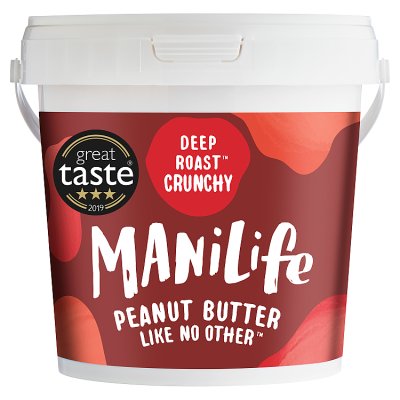 great
taste
2019
DEEP
ROAST™
CRUNCHY
MANiLife
PEANUT BUTTER
LIKE NO OTHER™